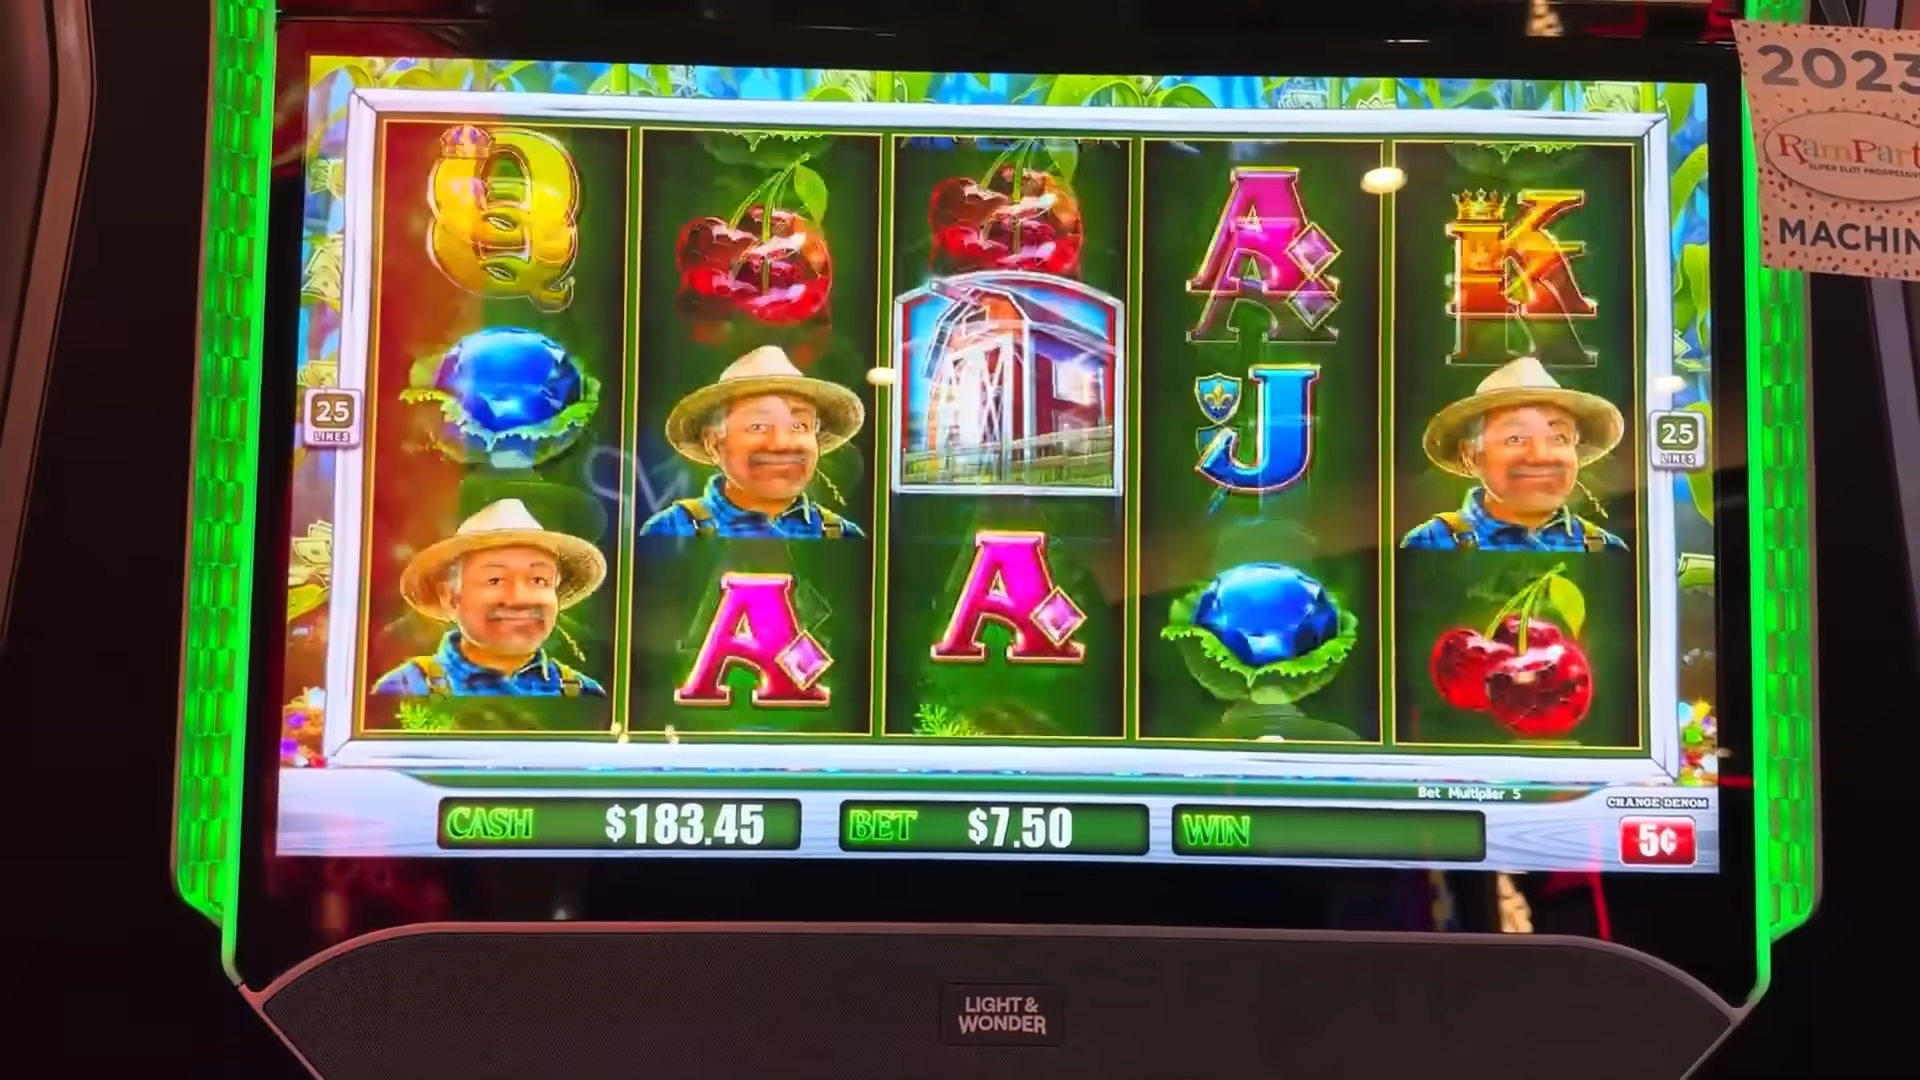 2023
RamPart
SUPER SLOT PROGRESSIV
MACHIN
Q
A
K
25
LINES
J
25
LINES
A
A
Bet Multiplier 5
CHANGE DENOM
CASH $183.45
BET $7.50
WIN
5¢
LIGHT &
WONDER